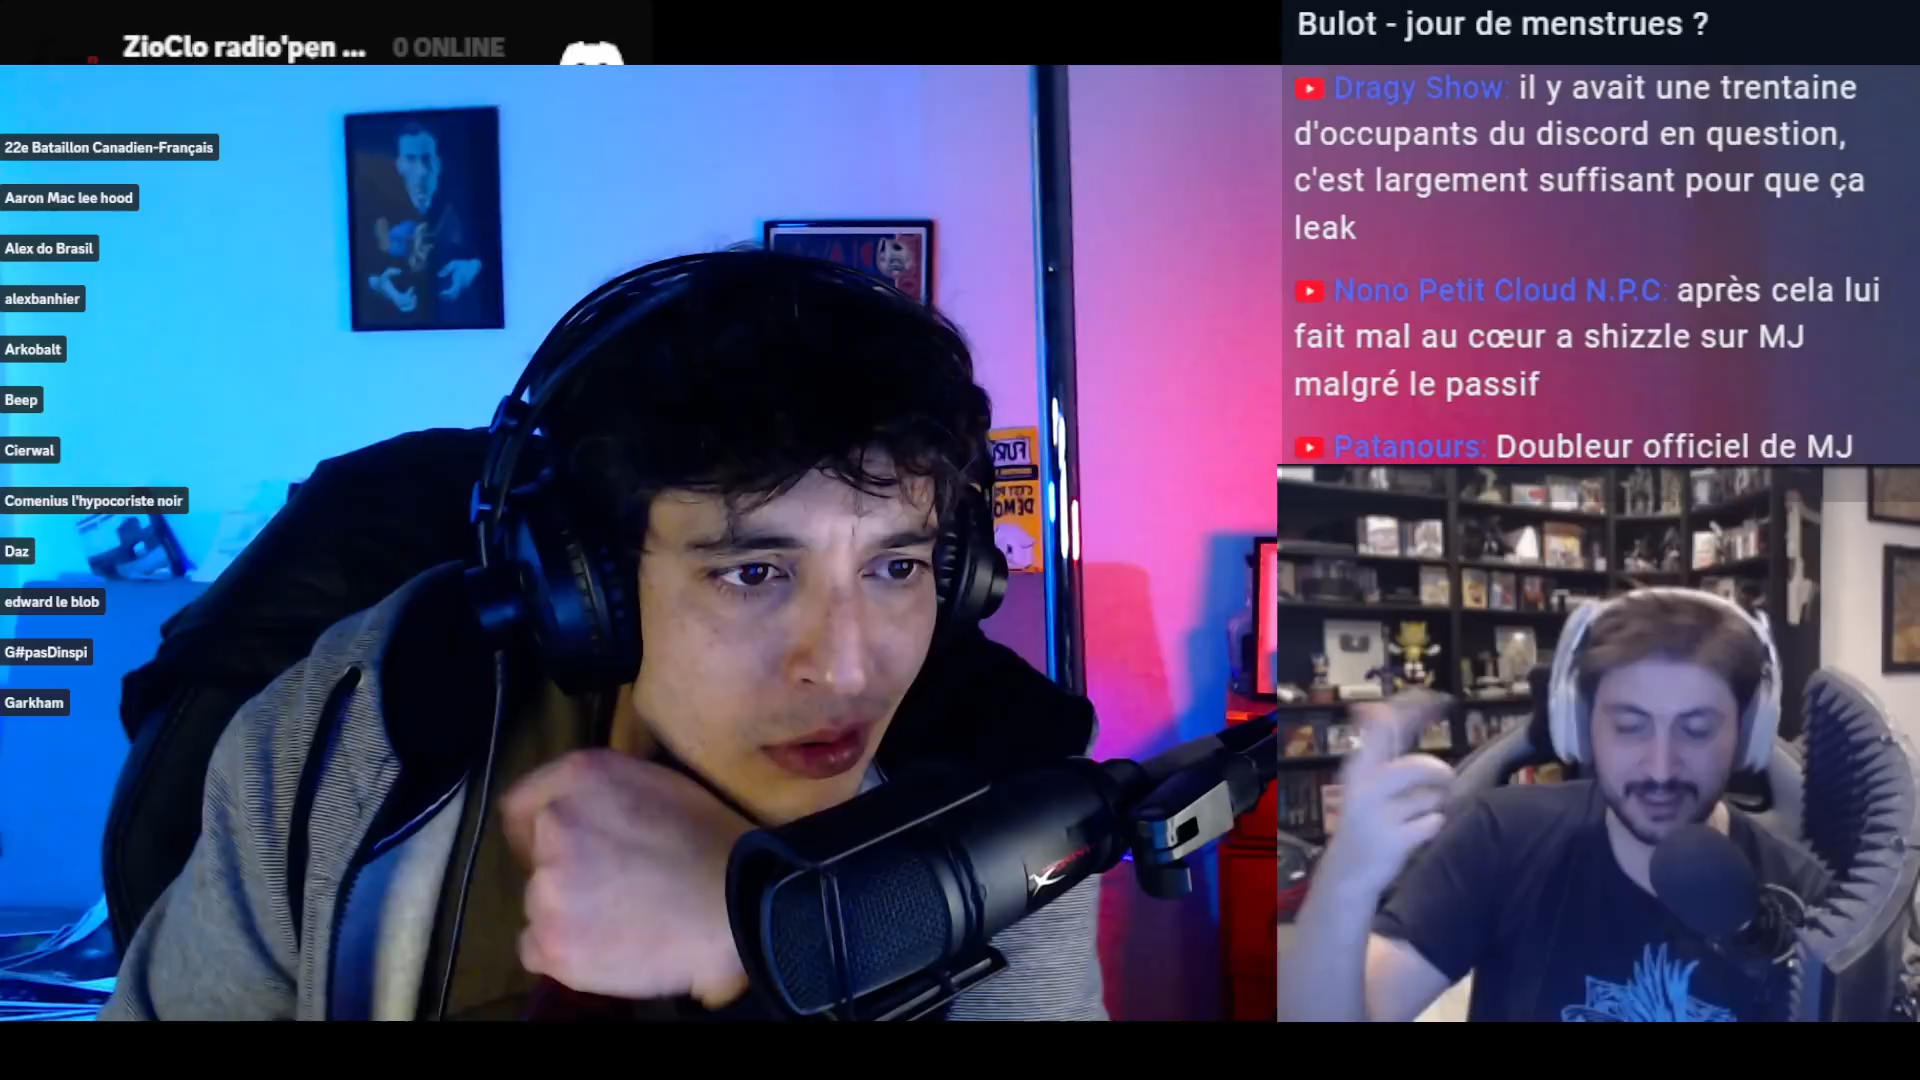 ZioClo radio'pen ... 0 ONLINE
22e Bataillon Canadien-Français
Aaron Mac lee hood
Alex do Brasil
alexbanhier
Arkobalt
Beep
Cierwal
Comenius l'hypocoriste noir
Daz
edward le blob
G#pasDinspi
Garkham
Bulot - jour de menstrues ?
Dragy Show: il y avait une trentaine
d'occupants du discord en question,
c'est largement suffisant pour que ça
leak
Nono Petit Cloud N.P.C: après cela lui
fait mal au cœur a shizzle sur MJ
malgré le passif
Patanours: Doubleur officiel de MJ